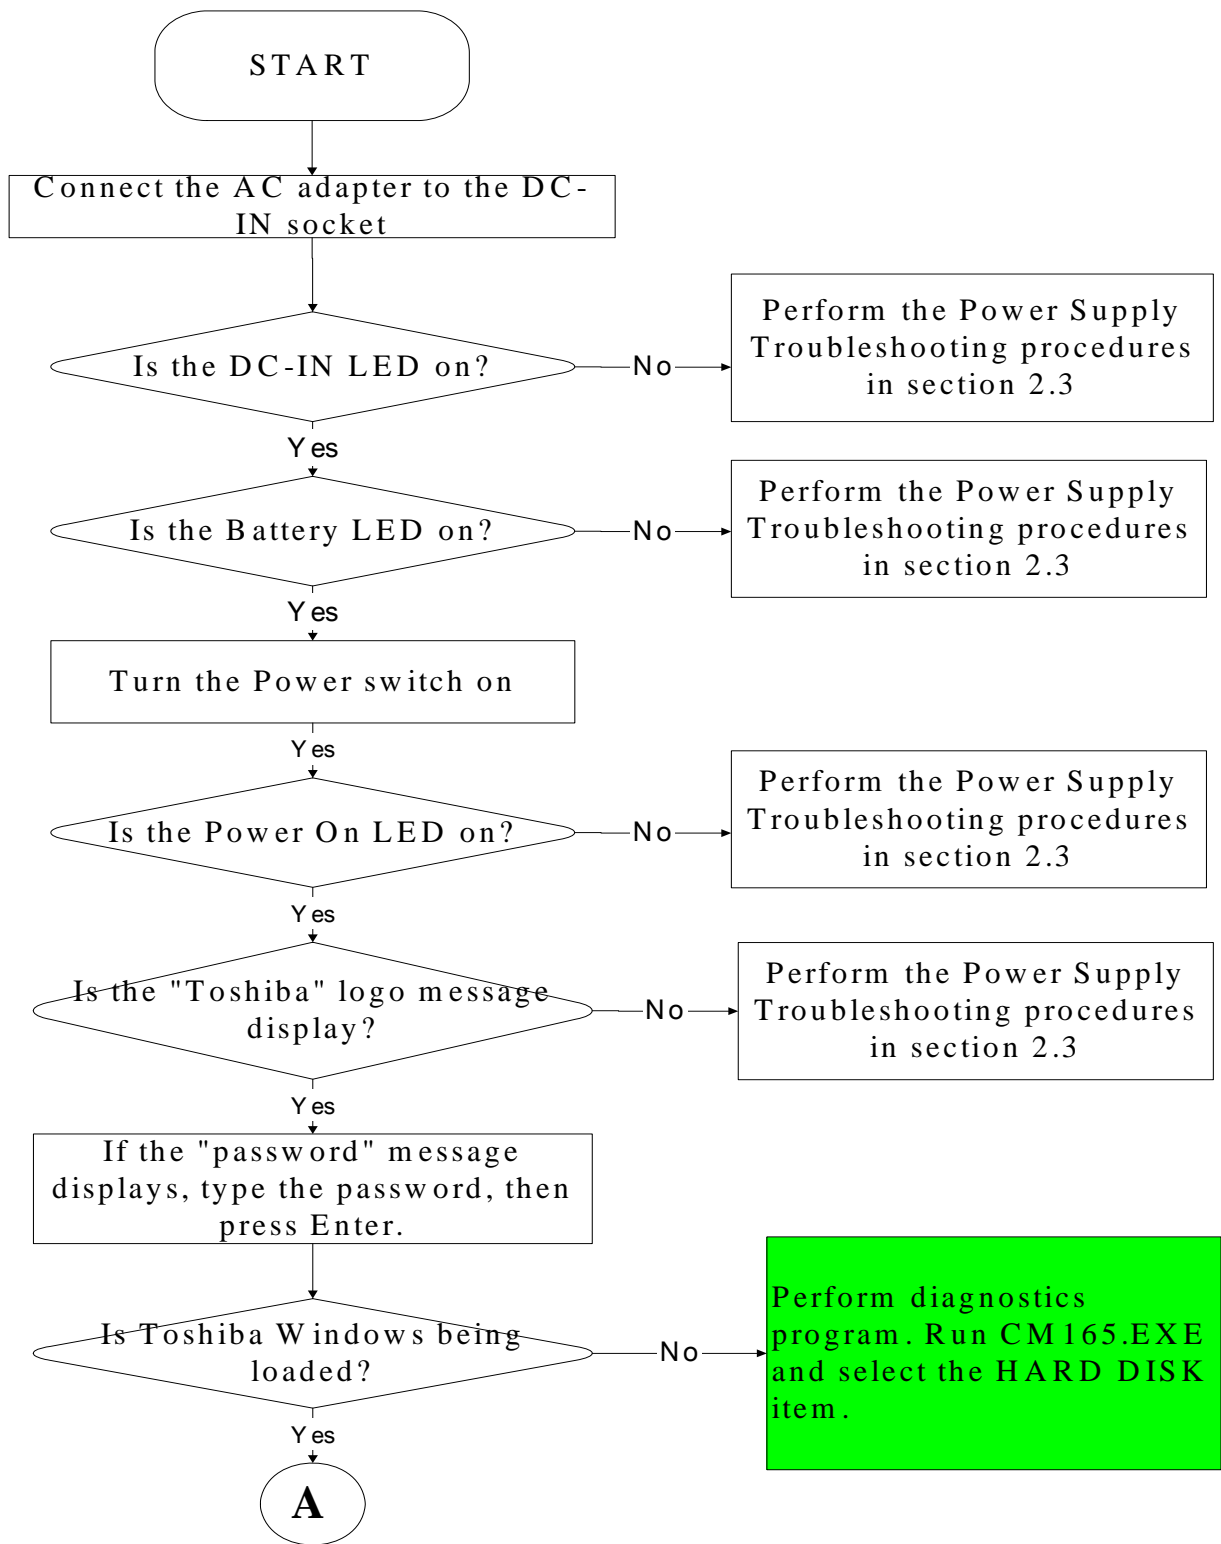 START
Connect the AC adapter to the DC-
IN socket
Is the DC-IN LED on?
No
Perform the Power Supply
Troubleshooting procedures
in section 2.3
Yes
Is the Battery LED on?
No
Perform the Power Supply
Troubleshooting procedures
in section 2.3
Yes
Turn the Power switch on
Yes
Is the Power On LED on?
No
Perform the Power Supply
Troubleshooting procedures
in section 2.3
Yes
Is the "Toshiba" logo message
display?
No
Perform the Power Supply
Troubleshooting procedures
in section 2.3
Yes
If the "password" message
displays, type the password, then
press Enter.
Is Toshiba Windows being
loaded?
No
Perform diagnostics
program. Run CM165.EXE
and select the HARD DISK
item.
Yes
A